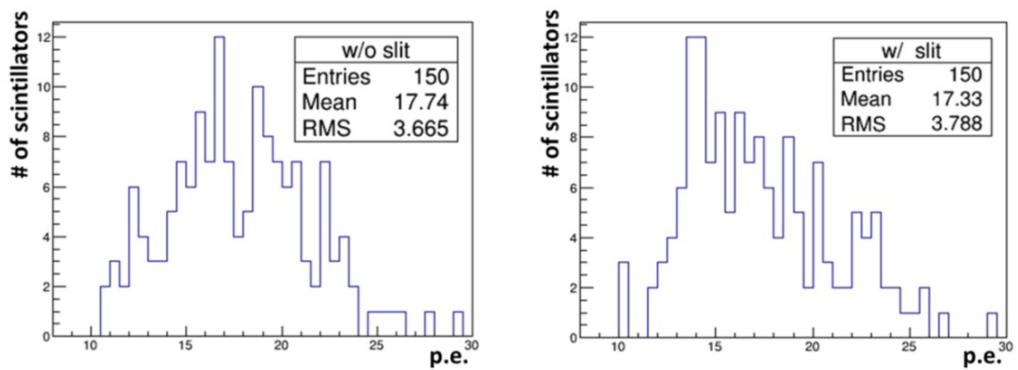 # of scintillators
12
10
8
6
4
2
0
w/o slit
Entries 150
Mean 17.74
RMS 3.665
10 15 20 25 30
p.e.
# of scintillators
12
10
8
6
4
2
0
w/ slit
Entries 150
Mean 17.33
RMS 3.788
10 15 20 25 30
p.e.